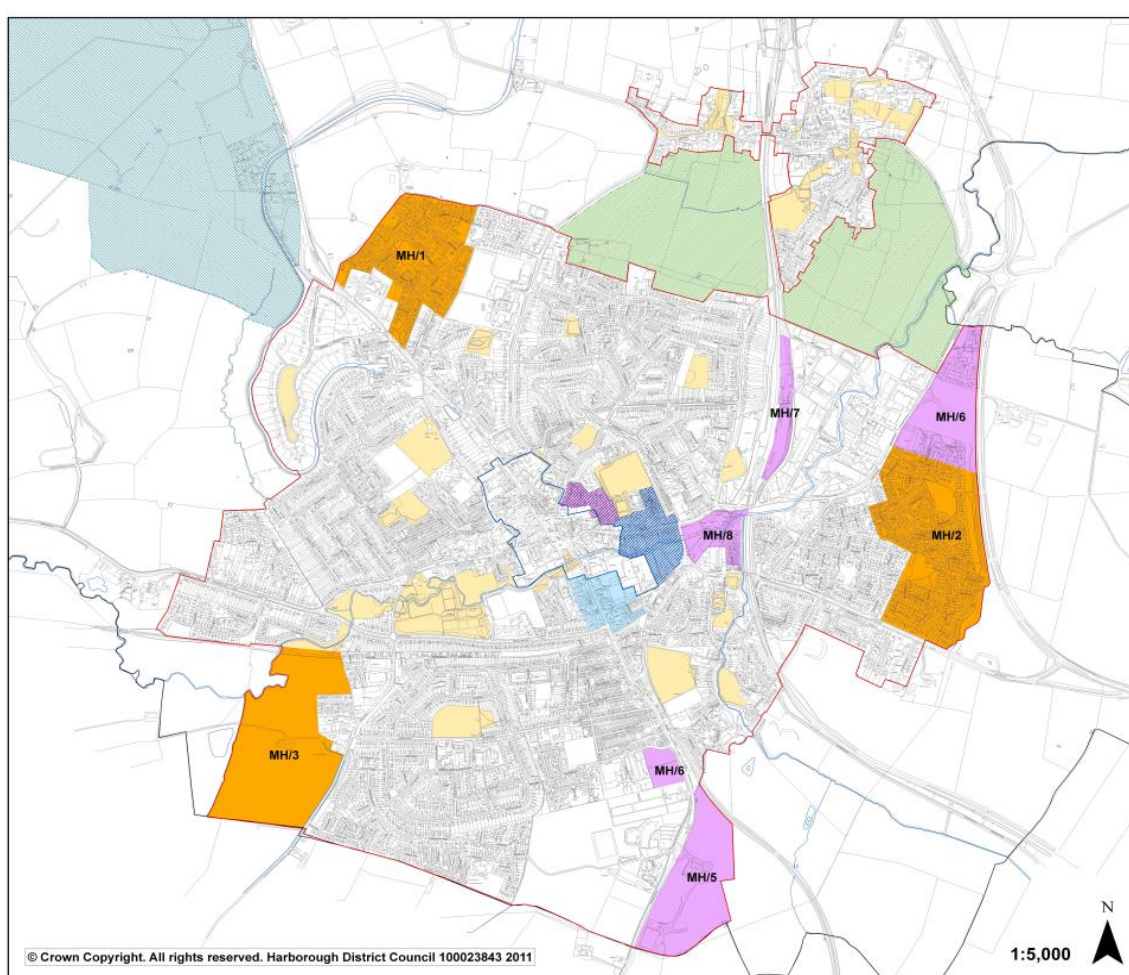 MH/1
MH/7
MH/6
MH/8
MH/2
MH/3
MH/6
MH/5
N
1:5,000
© Crown Copyright. All rights reserved. Harborough District Council 100023843 2011